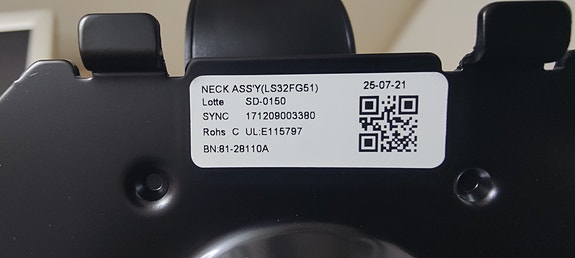 NECK ASS'Y(LS32FG51) 25-07-21
Lotte SD-0150
SYNC 171209003380
Rohs C UL:E115797
BN:81-28110A